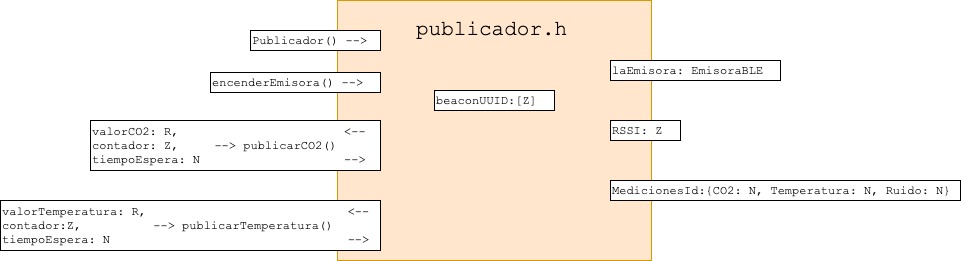 publicador.h
Publicador() -->
encenderEmisora() -->
laEmisora: EmisoraBLE
beaconUUID:[Z]
valorCO2: R, <--
contador: Z, --> publicarCO2()
tiempoEspera: N -->
RSSI: Z
MedicionesId:{CO2: N, Temperatura: N, Ruido: N}
valorTemperatura: R, <--
contador:Z, --> publicarTemperatura()
tiempoEspera: N -->